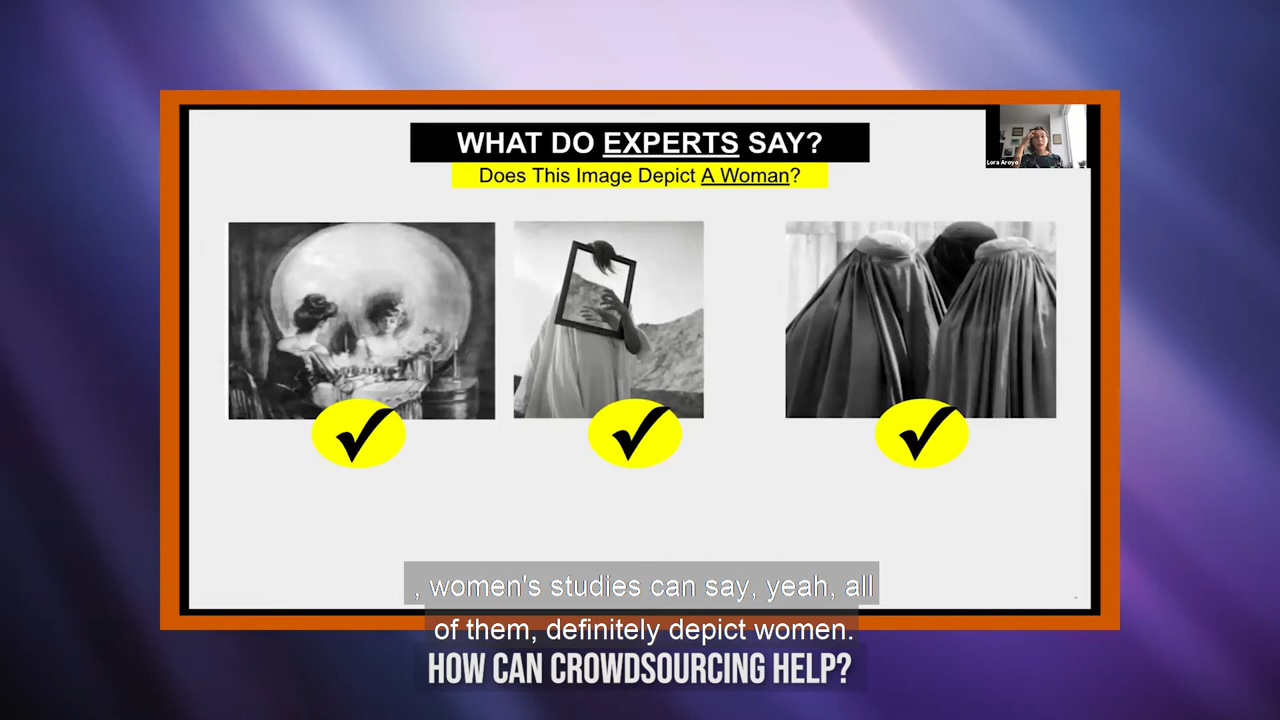 WHAT DO EXPERTS SAY?
Does This Image Depict A Woman?
Lora Aroyo
, women's studies can say, yeah, all
of them, definitely depict women.
HOW CAN CROWDSOURCING HELP?